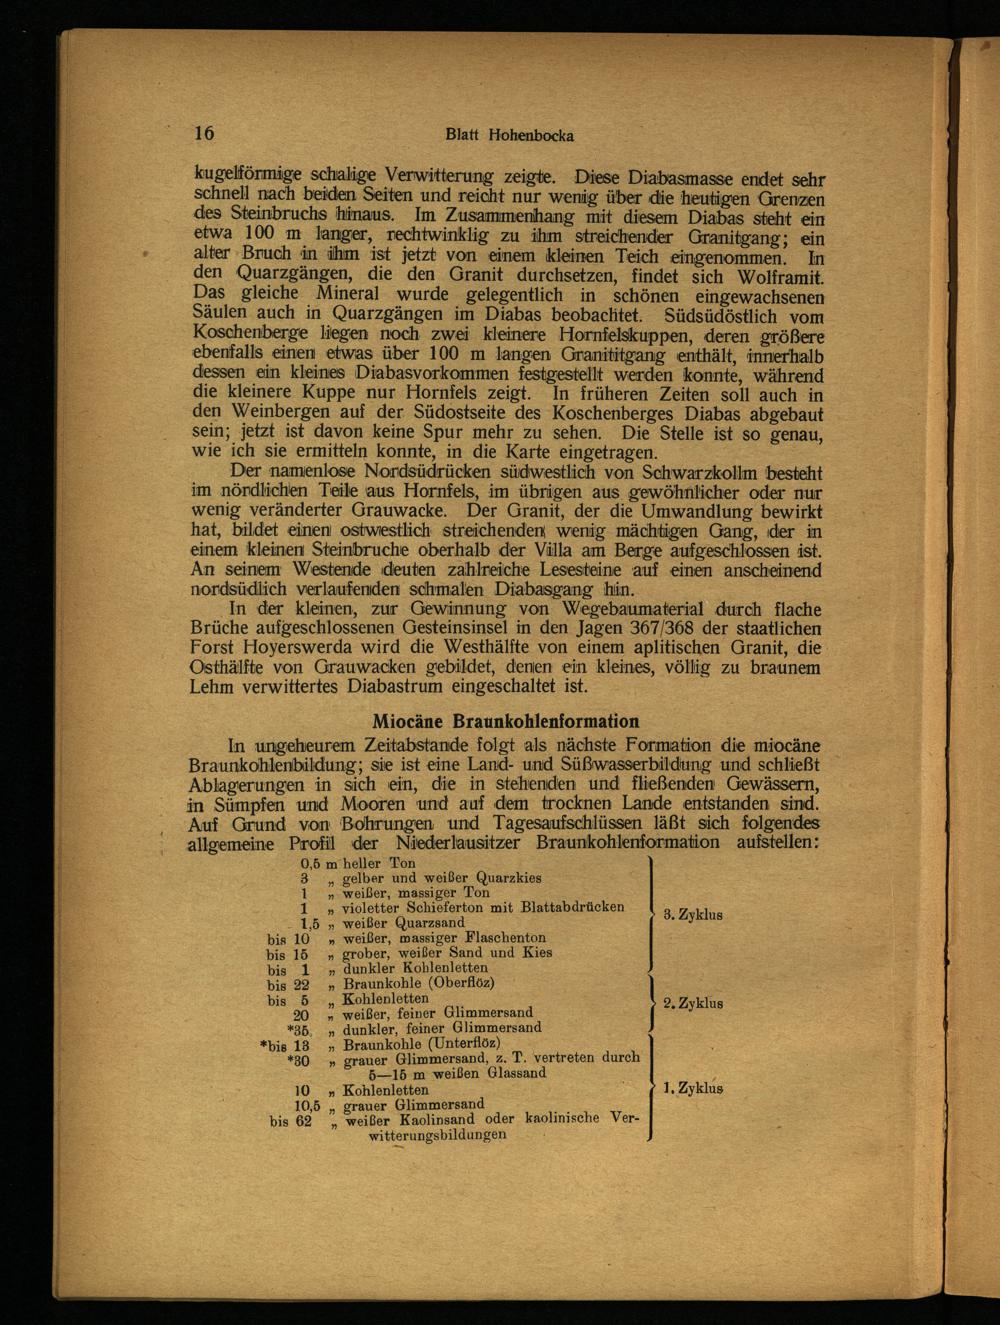 16
Blatt Hohenbocka
kugelförmige schalige Verwitterung zeigte. Diese Diabasmasse endet sehr
schnell nach beiden Seiten und reicht nur wenig über die heutigen Grenzen
des Steinbruchs hinaus. Im Zusammenhang mit diesem Diabas steht ein
etwa 100 m langer, rechtwinklig zu ihm streichender Granitgang; ein
alter Bruch in ihm ist jetzt von einem kleinen Teich eingenommen. In
den Quarzgängen, die den Granit durchsetzen, findet sich Wolframit.
Das gleiche Mineral wurde gelegentlich in schönen eingewachsenen
Säulen auch in Quarzgängen im Diabas beobachtet. Südsüdöstlich vom
Koschenberge liegen noch zwei kleinere Hornfelskuppen, deren größere
ebenfalls einen etwas über 100 m langen Granititgang enthält, innerhalb
dessen ein kleines Diabasvorkommen festgestellt werden konnte, während
die kleinere Kuppe nur Hornfels zeigt. In früheren Zeiten soll auch in
den Weinbergen auf der Südostseite des Koschenberges Diabas abgebaut
sein; jetzt ist davon keine Spur mehr zu sehen. Die Stelle ist so genau,
wie ich sie ermitteln konnte, in die Karte eingetragen.
Der namenlose Nordsüdrücken südwestlich von Schwarzkollm besteht
im nördlichen Teile aus Hornfels, im übrigen aus gewöhnlicher oder nur
wenig veränderter Grauwacke. Der Granit, der die Umwandlung bewirkt
hat, bildet einen ostwestlich streichenden wenig mächtigen Gang, der in
einem kleinen Steinbruche oberhalb der Villa am Berge aufgeschlossen ist.
An seinem Westende deuten zahlreiche Lesesteine auf einen anscheinend
nordsüdlich verlaufenden schmalen Diabasgang hin.
In der kleinen, zur Gewinnung von Wegebaumaterial durch flache
Brüche aufgeschlossenen Gesteinsinsel in den Jagen 367/368 der staatlichen
Forst Hoyerswerda wird die Westhälfte von einem aplitischen Granit, die
Osthälfte von Grauwacken gebildet, denen ein kleines, völlig zu braunem
Lehm verwittertes Diabastrum eingeschaltet ist.
Miocäne Braunkohlenformation
In ungeheurem Zeitabstande folgt als nächste Formation die miocäne
Braunkohlenbildung; sie ist eine Land- und Süßwasserbildung und schließt
Ablagerungen in sich ein, die in stehenden und fließenden Gewässern,
in Sümpfen und Mooren und auf dem trocknen Lande entstanden sind.
Auf Grund von Bohrungen und Tagesaufschlüssen läßt sich folgendes
allgemeine Profil der Niederlausitzer Braunkohlenformation aufstellen:
0,5 m heller Ton
3 „ gelber und weißer Quarzkies
1 „ weißer, massiger Ton
1 „ violetter Schieferton mit Blattabdrücken
3. Zyklus
1,5 „ weißer Quarzsand
bis 10 „ weißer, massiger Flaschenton
bis 15 „ grober, weißer Sand und Kies
bis 1 „ dunkler Kohlenletten
bis 22 „ Braunkohle (Oberflöz)
bis 5 „ Kohlenletten
2. Zyklus
20 „ weißer, feiner Glimmersand
*35 „ dunkler, feiner Glimmersand
*bis 13 „ Braunkohle (Unterflöz)
*30 „ grauer Glimmersand, z. T. vertreten durch
5—15 m weißen Glassand
10 „ Kohlenletten
1. Zyklus
10,5 „ grauer Glimmersand
bis 62 „ weißer Kaolinsand oder kaolinische Ver-
witterungsbildungen